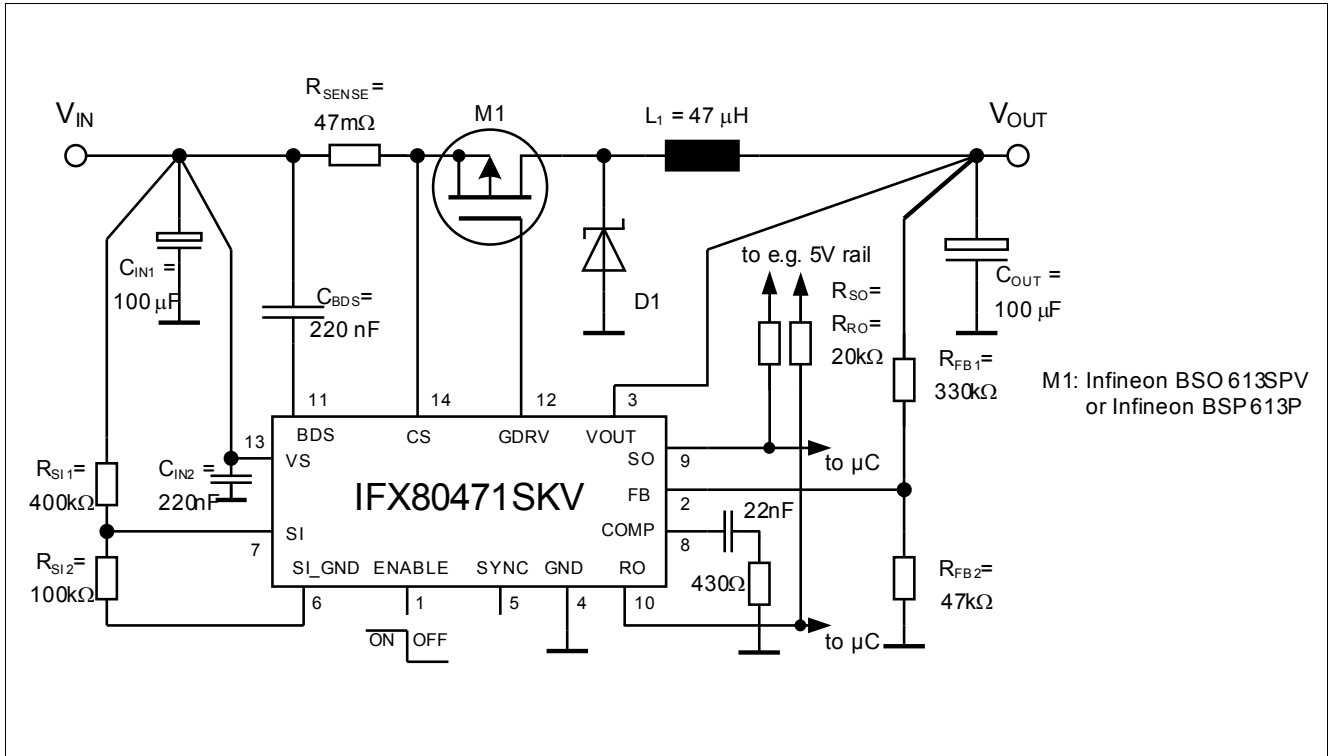 R_SENSE=
47mΩ
M1
L₁ = 47 µH
V_IN
V_OUT
C_IN1 =
100 µF
C_BDS=
220 nF
D1
to e.g. 5V rail
R_SO=
R_RO=
20kΩ
C_OUT =
100 µF
R_FB1=
330kΩ
M1: Infineon BSO 613SPV
or Infineon BSP 613P
11
14
12
3
13
BDS
CS
GDRV
VOUT
VS
SO
9
to µC
R_SI1=
400kΩ
C_IN2 =
220nF
IFX80471SKV
FB
2
22nF
SI
7
COMP
8
R_SI2=
100kΩ
SI_GND
ENABLE
SYNC
GND
RO
430Ω
R_FB2=
47kΩ
6
1
5
4
10
ON
OFF
to µC